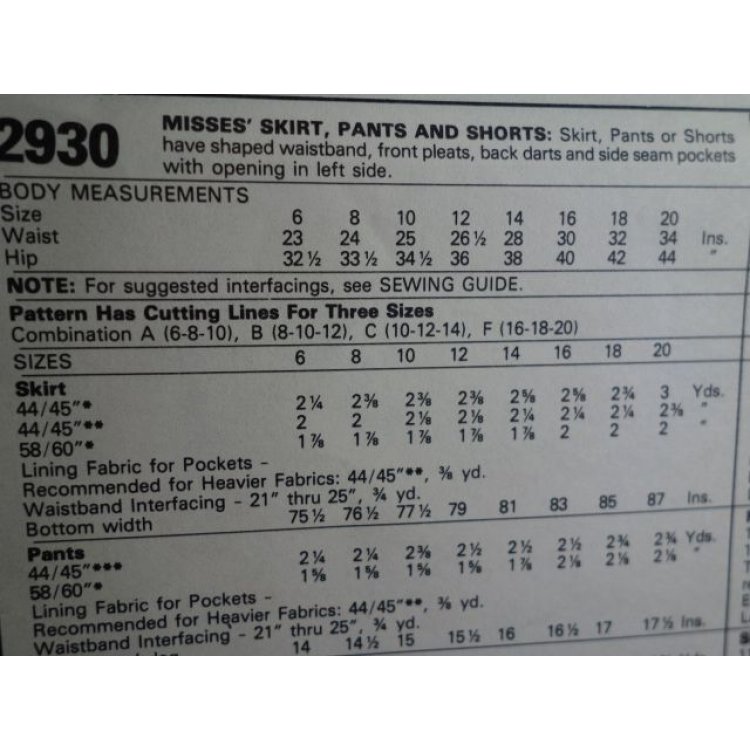 2930
MISSES' SKIRT, PANTS AND SHORTS: Skirt, Pants or Shorts
have shaped waistband, front pleats, back darts and side seam pockets
with opening in left side.
BODY MEASUREMENTS
Size 6 8 10 12 14 16 18 20
Waist 23 24 25 26½ 28 30 32 34 Ins.
Hip 32½ 33½ 34½ 36 38 40 42 44 "
NOTE: For suggested interfacings, see SEWING GUIDE.
Pattern Has Cutting Lines For Three Sizes
Combination A (6-8-10), B (8-10-12), C (10-12-14), F (16-18-20)
SIZES 6 8 10 12 14 16 18 20
Skirt
44/45"* 2¼ 2⅜ 2⅜ 2⅜ 2⅝ 2⅝ 2¾ 3 Yds.
44/45"** 2 2 2⅛ 2⅛ 2¼ 2¼ 2¼ 2⅜ "
58/60"* 1⅞ 1⅞ 1⅞ 1⅞ 1⅞ 2 2 2 "
Lining Fabric for Pockets –
Recommended for Heavier Fabrics: 44/45"**, ⅜ yd.
Waistband Interfacing – 21" thru 25", ¾ yd.
Bottom width 75½ 76½ 77½ 79 81 83 85 87 Ins.
Pants
44/45"*** 2¼ 2¼ 2⅜ 2½ 2½ 2½ 2¾ 2¾ Yds.
58/60"* 1⅝ 1⅝ 1⅝ 1⅝ 1⅞ 2⅛ 2⅛ 2⅛ "
Lining Fabric for Pockets –
Recommended for Heavier Fabrics: 44/45"**, ⅜ yd.
Waistband Interfacing – 21" thru 25", ¾ yd.
14 14½ 15 15½ 16 16½ 17 17½ Ins.